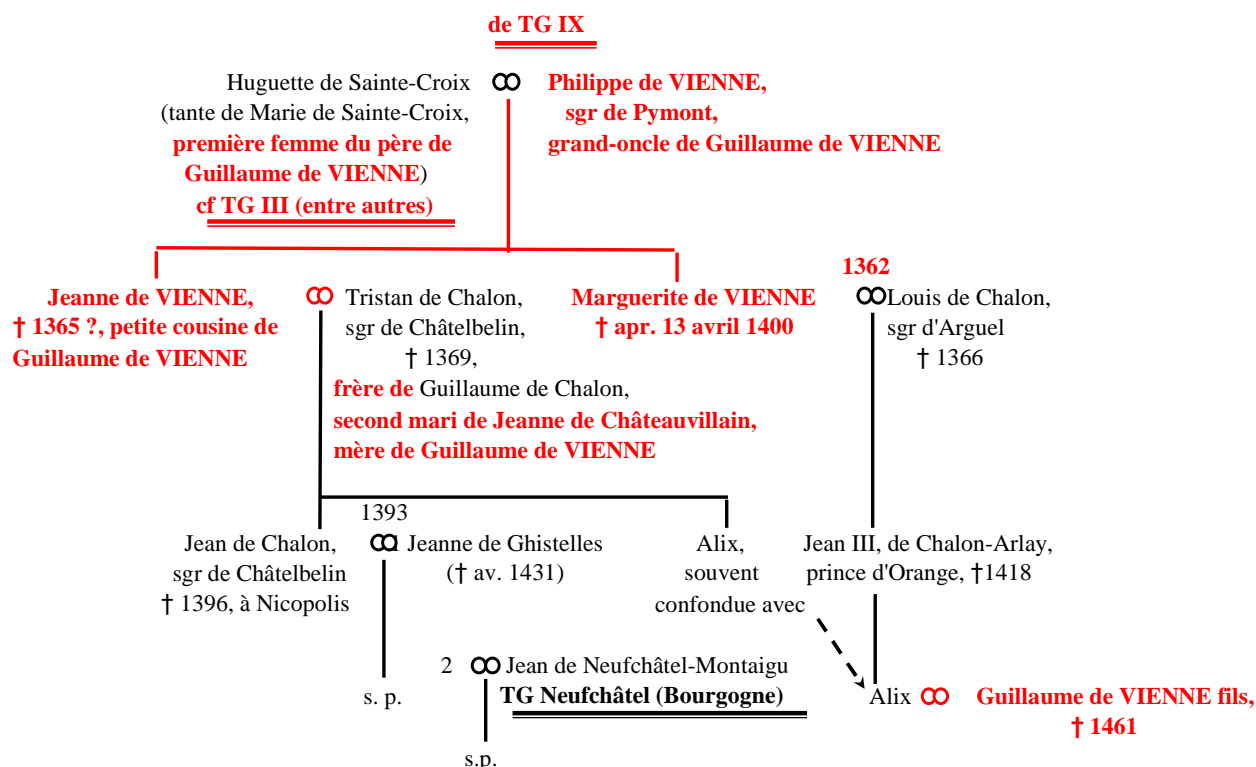 de TG IX
Huguette de Sainte-Croix
(tante de Marie de Sainte-Croix,
première femme du père de
Guillaume de VIENNE)
cf TG III (entre autres)
Philippe de VIENNE,
sgr de Pymont,
grand-oncle de Guillaume de VIENNE
Jeanne de VIENNE,
† 1365 ?, petite cousine de
Guillaume de VIENNE
Tristan de Chalon,
sgr de Châtelbelin,
† 1369,
frère de Guillaume de Chalon,
second mari de Jeanne de Châteauvillain,
mère de Guillaume de VIENNE
Marguerite de VIENNE
† apr. 13 avril 1400
1362
Louis de Chalon,
sgr d'Arguel
† 1366
Jean de Chalon,
sgr de Châtelbelin
† 1396, à Nicopolis
1393
1 Jeanne de Ghistelles
(† av. 1431)
Alix,
souvent
confondue avec
Jean III, de Chalon-Arlay,
prince d'Orange, †1418
s. p.
2 Jean de Neufchâtel-Montaigu
TG Neufchâtel (Bourgogne)
s.p.
Alix
Guillaume de VIENNE fils,
† 1461